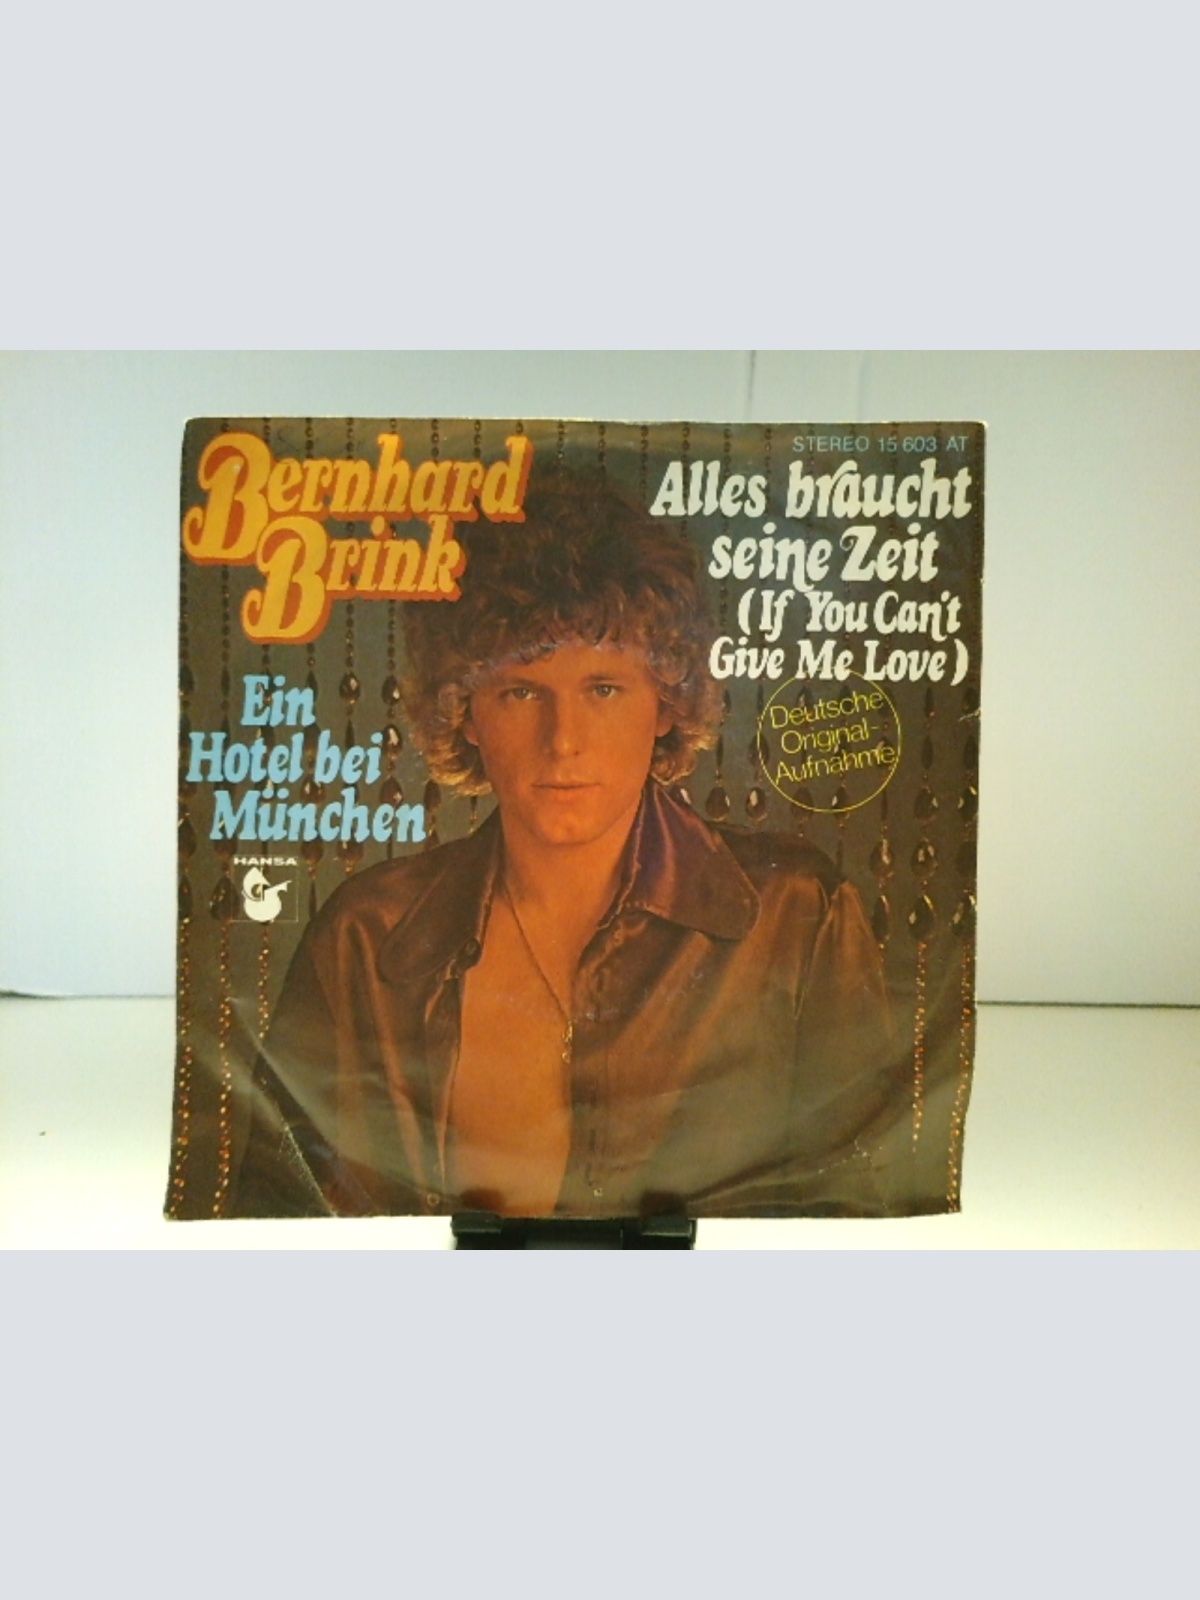 Bernhard
Brink
STEREO 15 603 AT
Alles braucht
seine Zeit
(If You Can't
Give Me Love)
Deutsche
Original-
Aufnahme
Ein
Hotel bei
München
HANSA